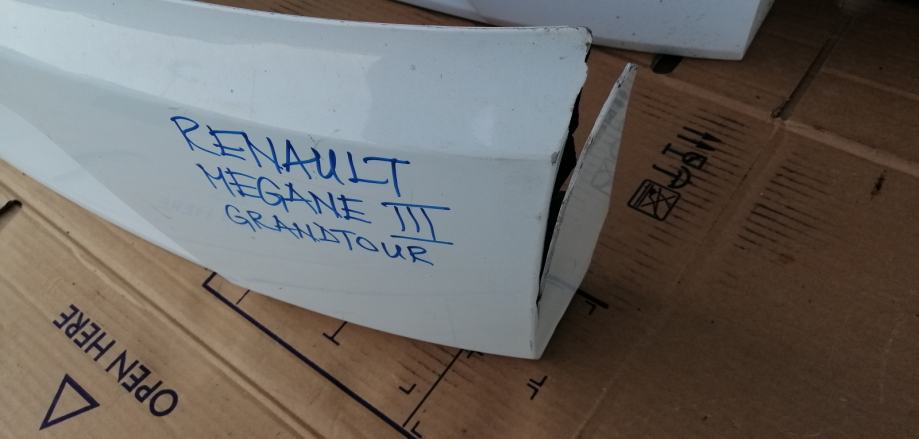 RENAULT
MEGANE III
GRANDTOUR
OPEN HERE